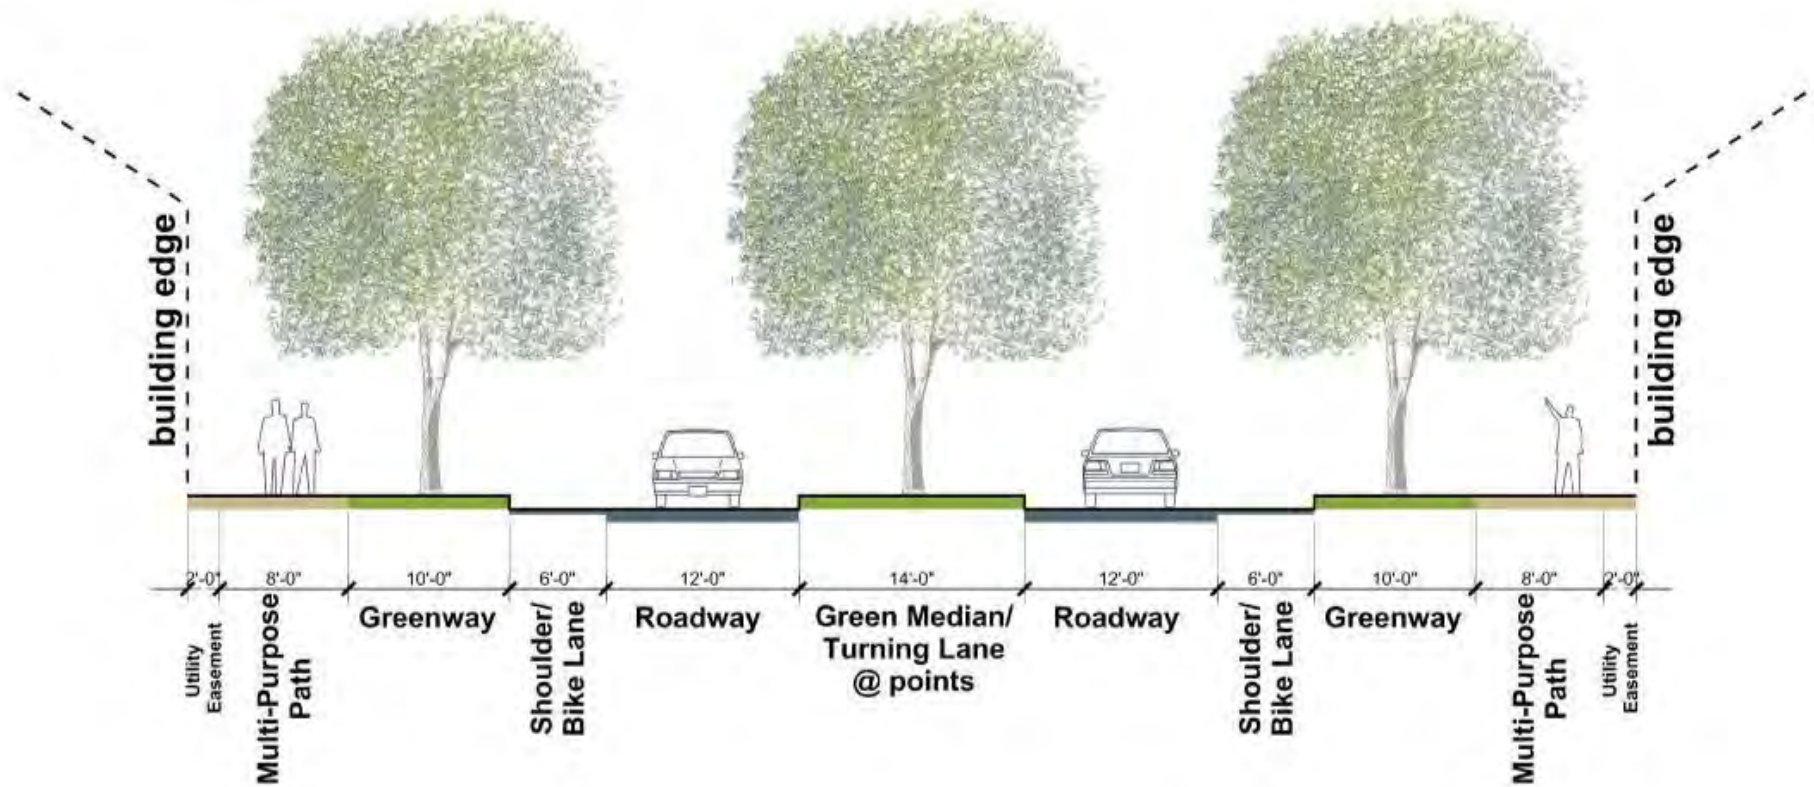 building edge
building edge
2'-0"
8'-0"
10'-0"
6'-0"
12'-0"
14'-0"
12'-0"
6'-0"
10'-0"
8'-0"
2'-0"
Utility
Easement
Multi-Purpose
Path
Greenway
Shoulder/
Bike Lane
Roadway
Green Median/
Turning Lane
@ points
Roadway
Shoulder/
Bike Lane
Greenway
Multi-Purpose
Path
Utility
Easement